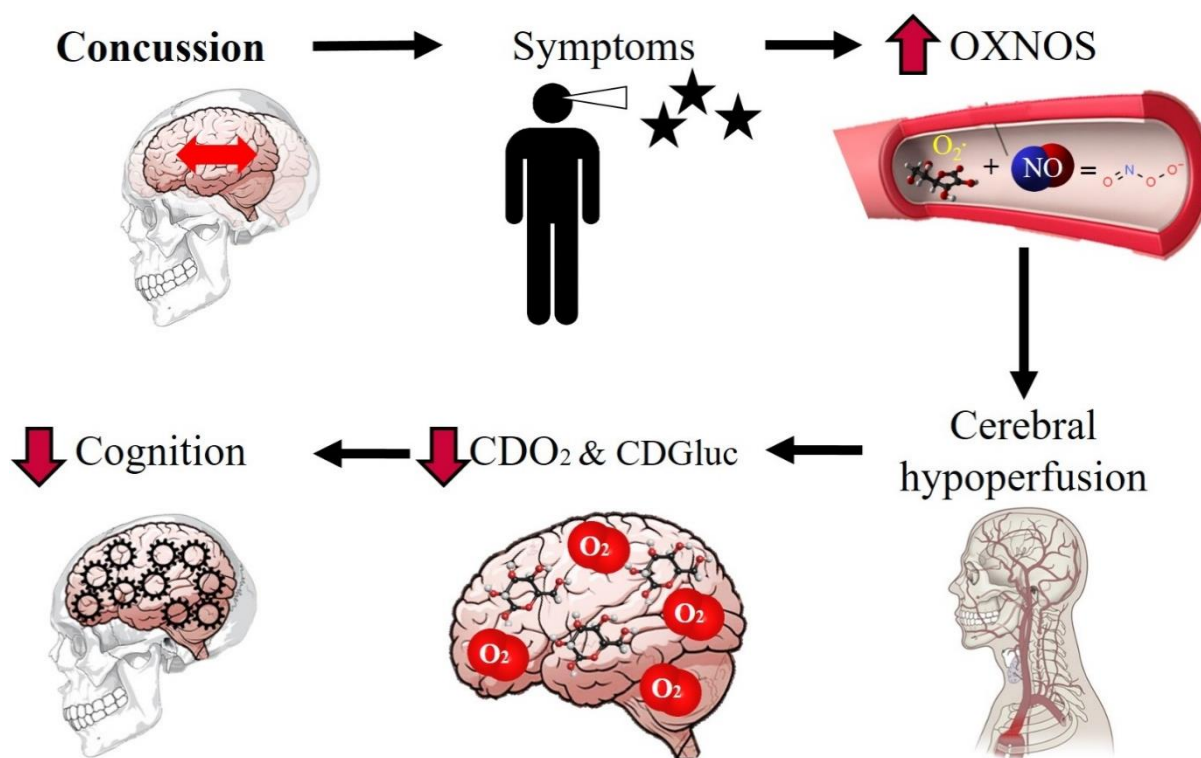 Concussion
Symptoms
OXNOS
O₂·
+
NO
=
O N O O⁻
Cerebral
hypoperfusion
CDO₂ & CDGluc
Cognition
O₂
O₂
O₂
O₂